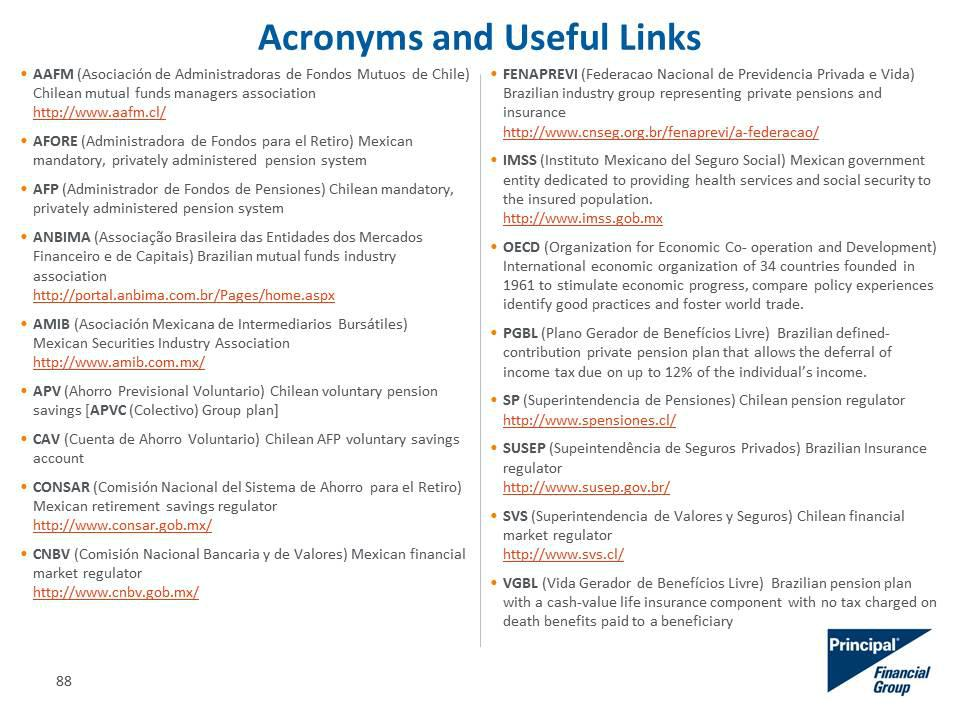 Acronyms and Useful Links
• AAFM (Asociación de Administradoras de Fondos Mutuos de Chile)
Chilean mutual funds managers association
http://www.aafm.cl/
• AFORE (Administradora de Fondos para el Retiro) Mexican
mandatory, privately administered pension system
• AFP (Administrador de Fondos de Pensiones) Chilean mandatory,
privately administered pension system
• ANBIMA (Associação Brasileira das Entidades dos Mercados
Financeiro e de Capitais) Brazilian mutual funds industry
association
http://portal.anbima.com.br/Pages/home.aspx
• AMIB (Asociación Mexicana de Intermediarios Bursátiles)
Mexican Securities Industry Association
http://www.amib.com.mx/
• APV (Ahorro Previsional Voluntario) Chilean voluntary pension
savings [APVC (Colectivo) Group plan]
• CAV (Cuenta de Ahorro Voluntario) Chilean AFP voluntary savings
account
• CONSAR (Comisión Nacional del Sistema de Ahorro para el Retiro)
Mexican retirement savings regulator
http://www.consar.gob.mx/
• CNBV (Comisión Nacional Bancaria y de Valores) Mexican financial
market regulator
http://www.cnbv.gob.mx/
• FENAPREVI (Federacao Nacional de Previdencia Privada e Vida)
Brazilian industry group representing private pensions and
insurance
http://www.cnseg.org.br/fenaprevi/a-federacao/
• IMSS (Instituto Mexicano del Seguro Social) Mexican government
entity dedicated to providing health services and social security to
the insured population.
http://www.imss.gob.mx
• OECD (Organization for Economic Co- operation and Development)
International economic organization of 34 countries founded in
1961 to stimulate economic progress, compare policy experiences
identify good practices and foster world trade.
• PGBL (Plano Gerador de Benefícios Livre) Brazilian defined-
contribution private pension plan that allows the deferral of
income tax due on up to 12% of the individual’s income.
• SP (Superintendencia de Pensiones) Chilean pension regulator
http://www.spensiones.cl/
• SUSEP (Supeintendência de Seguros Privados) Brazilian Insurance
regulator
http://www.susep.gov.br/
• SVS (Superintendencia de Valores y Seguros) Chilean financial
market regulator
http://www.svs.cl/
• VGBL (Vida Gerador de Benefícios Livre) Brazilian pension plan
with a cash-value life insurance component with no tax charged on
death benefits paid to a beneficiary
88
Principal®
Financial
Group